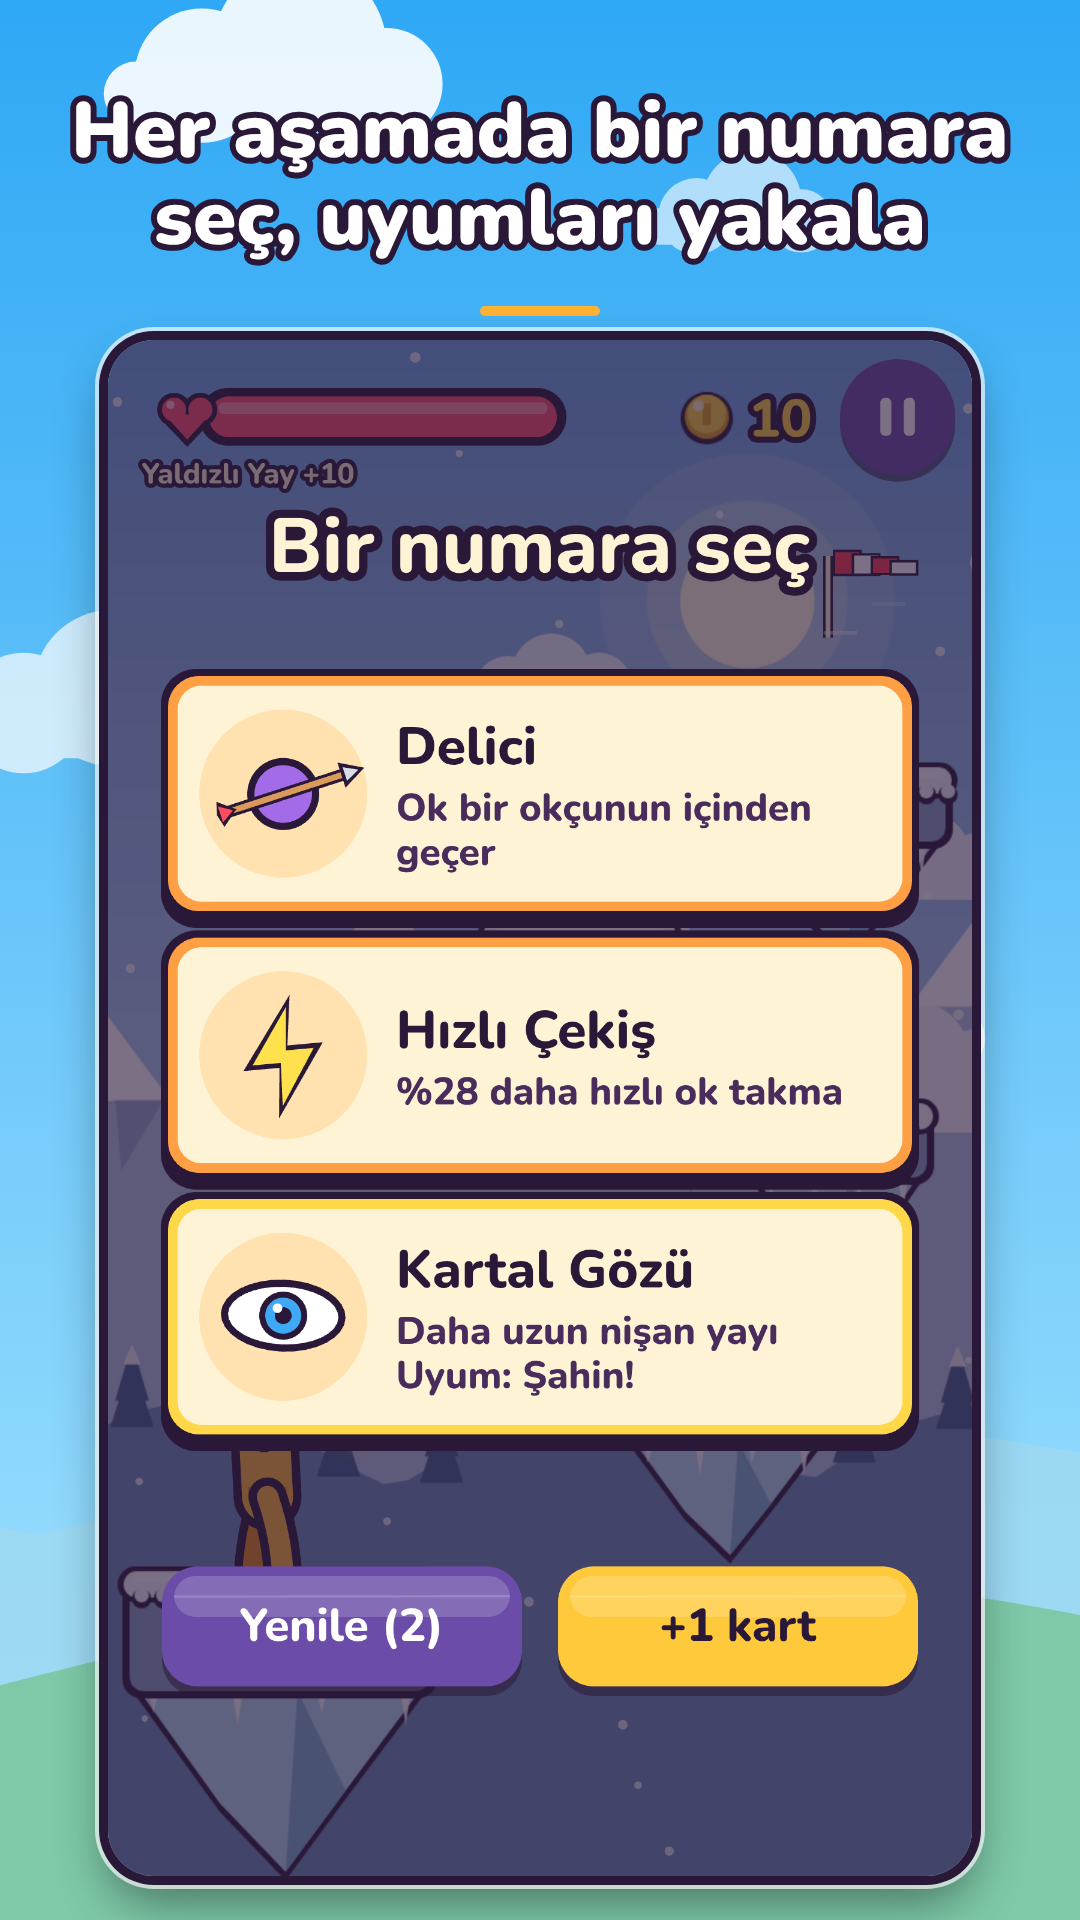 Her aşamada bir numara
seç, uyumları yakala
10
Yaldızlı Yay +10
Bir numara seç
Delici
Ok bir okçunun içinden
geçer
Hızlı Çekiş
%28 daha hızlı ok takma
Kartal Gözü
Daha uzun nişan yayı
Uyum: Şahin!
Yenile (2)
+1 kart